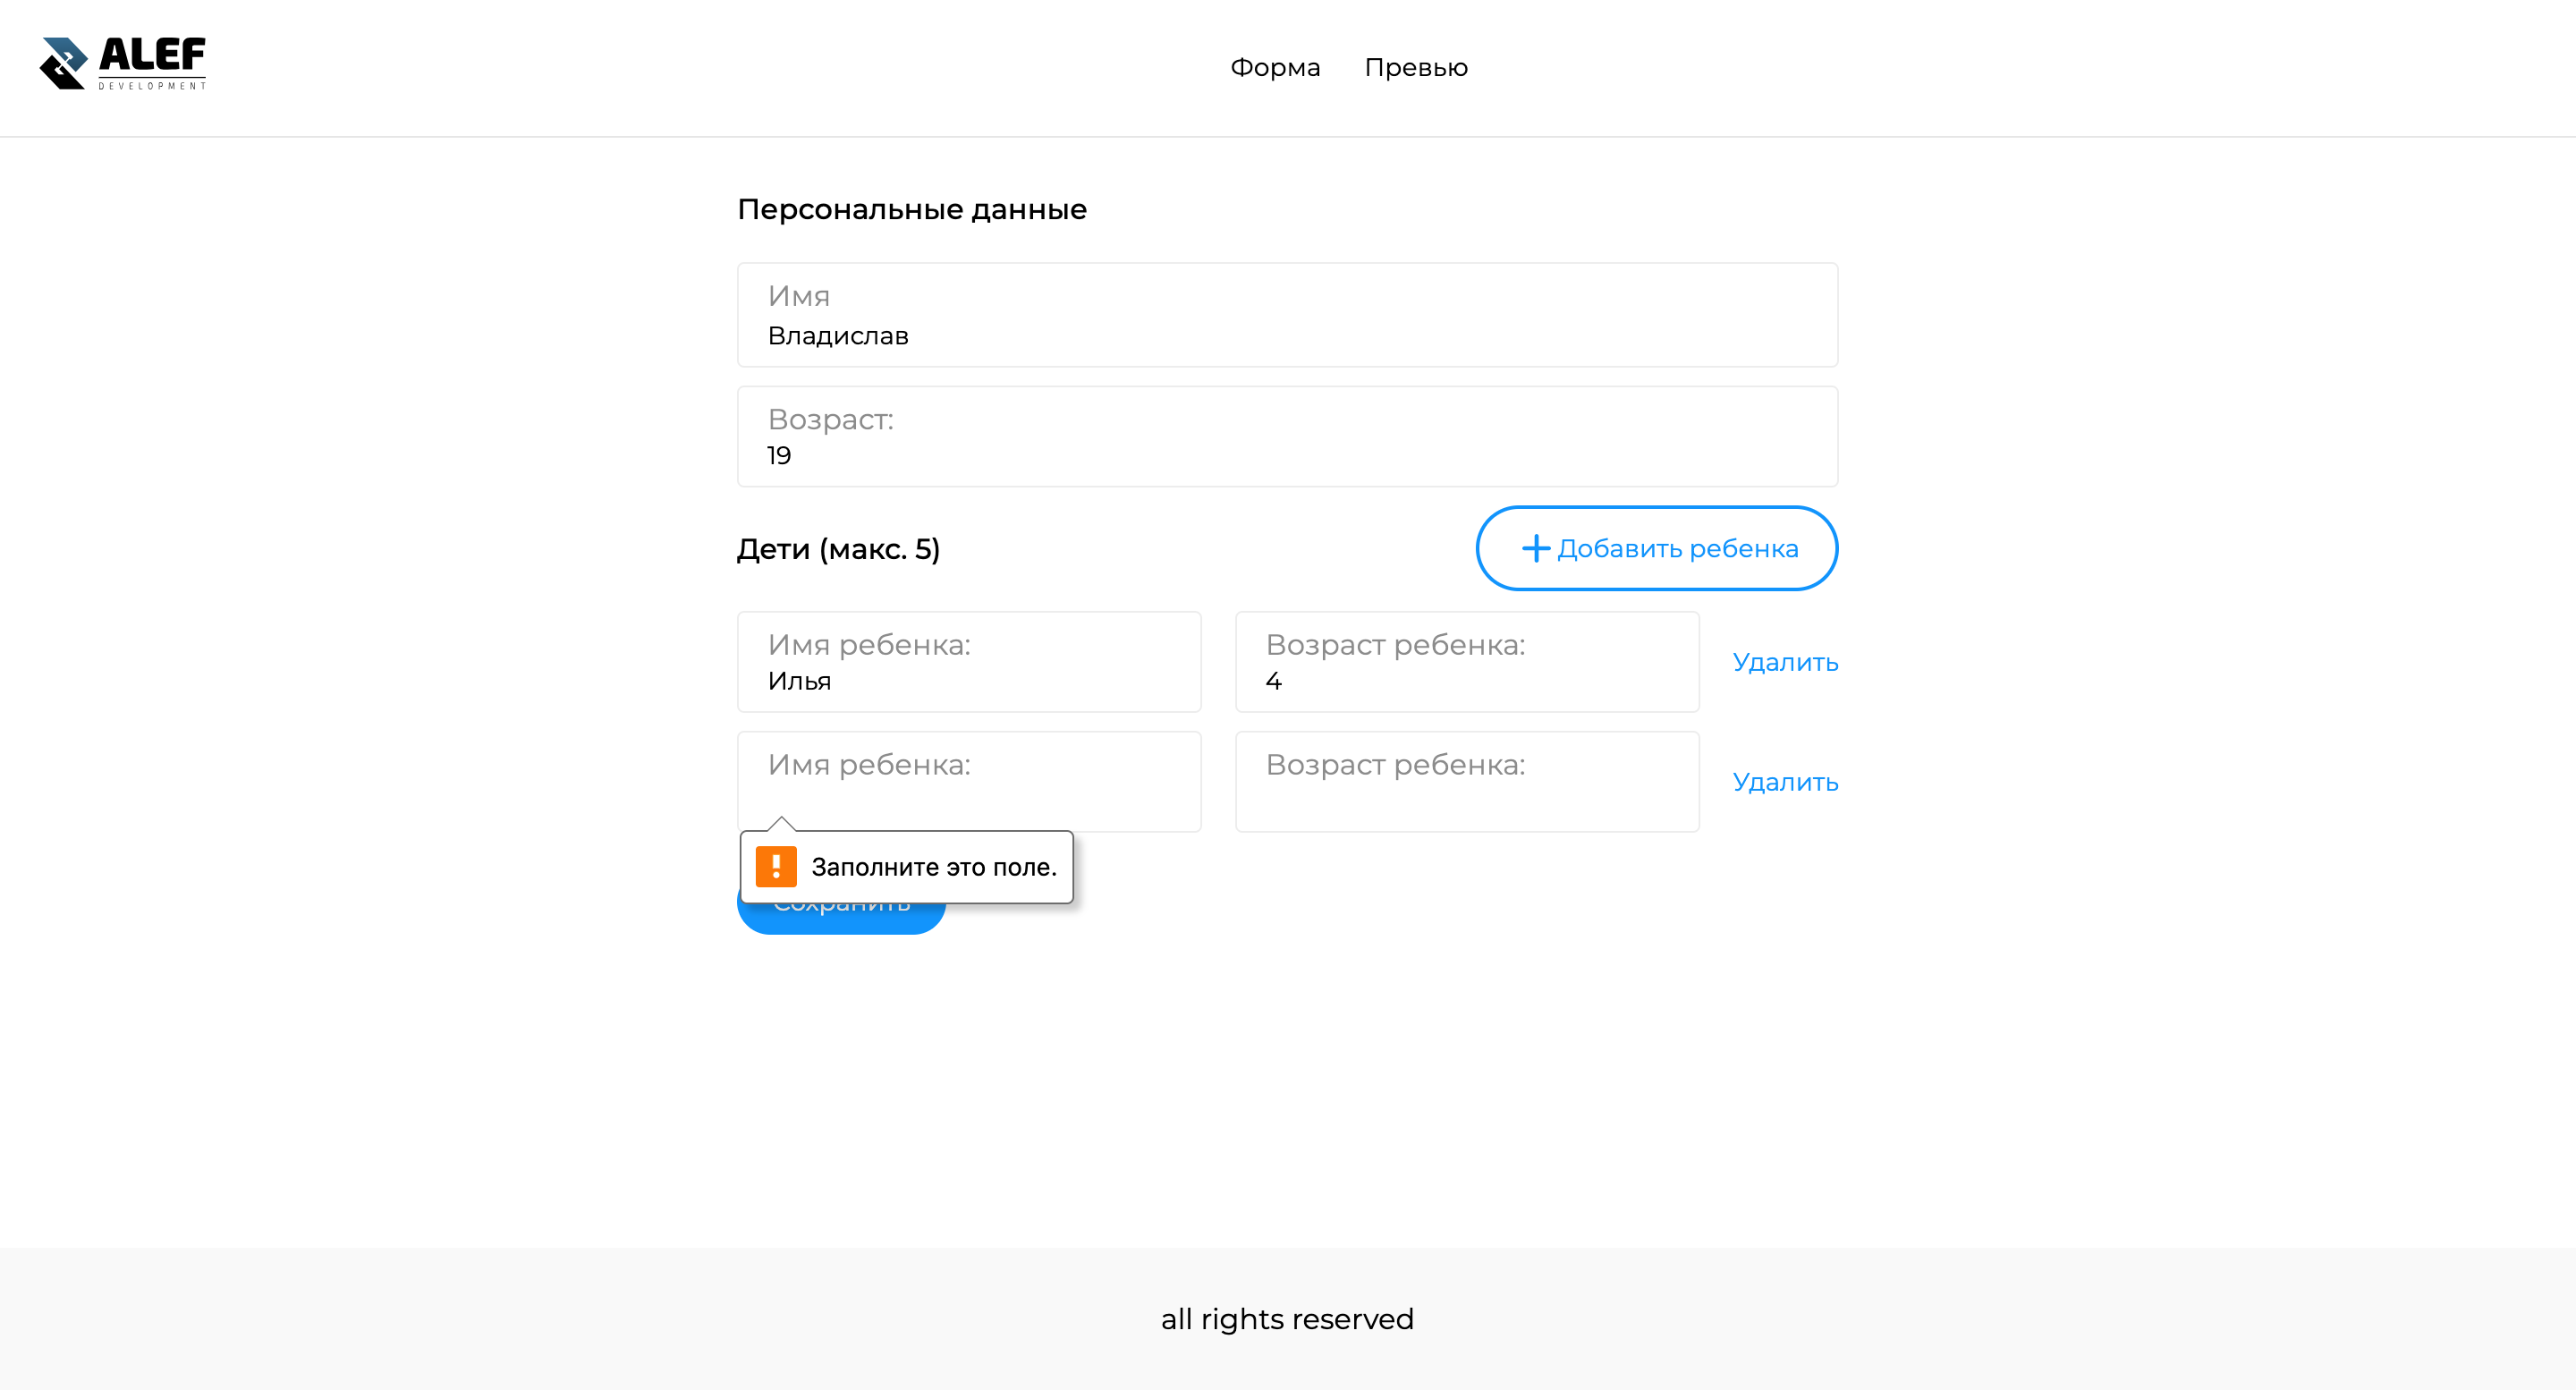 ALEF
DEVELOPMENT
Форма
Превью
Персональные данные
Имя
Владислав
Возраст:
19
Дети (макс. 5)
Добавить ребенка
Имя ребенка:
Илья
Возраст ребенка:
4
Удалить
Имя ребенка:
Возраст ребенка:
Удалить
Заполните это поле.
Сохранить
all rights reserved